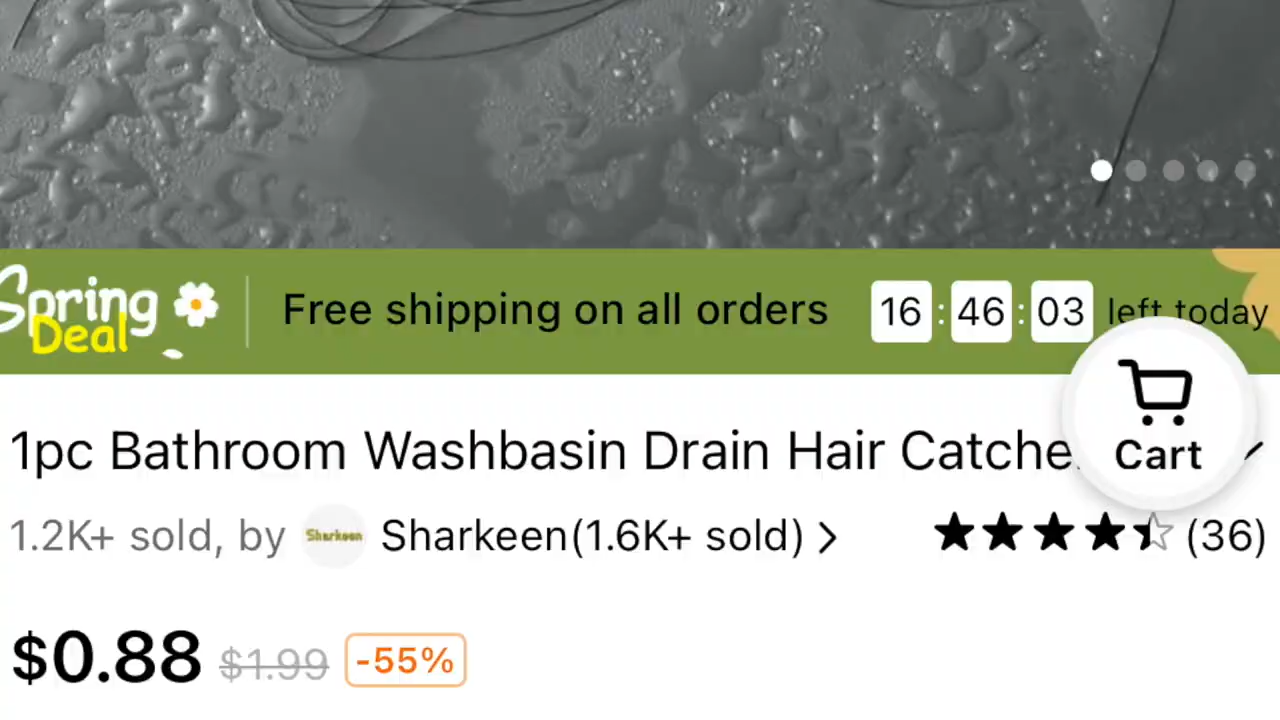 Spring
Deal
Free shipping on all orders 16:46:03 left today
1pc Bathroom Washbasin Drain Hair
Cart
1.2K+ sold, by Sharkeen Sharkeen(1.6K+ sold) (36)
$0.88 $1.99 -55%